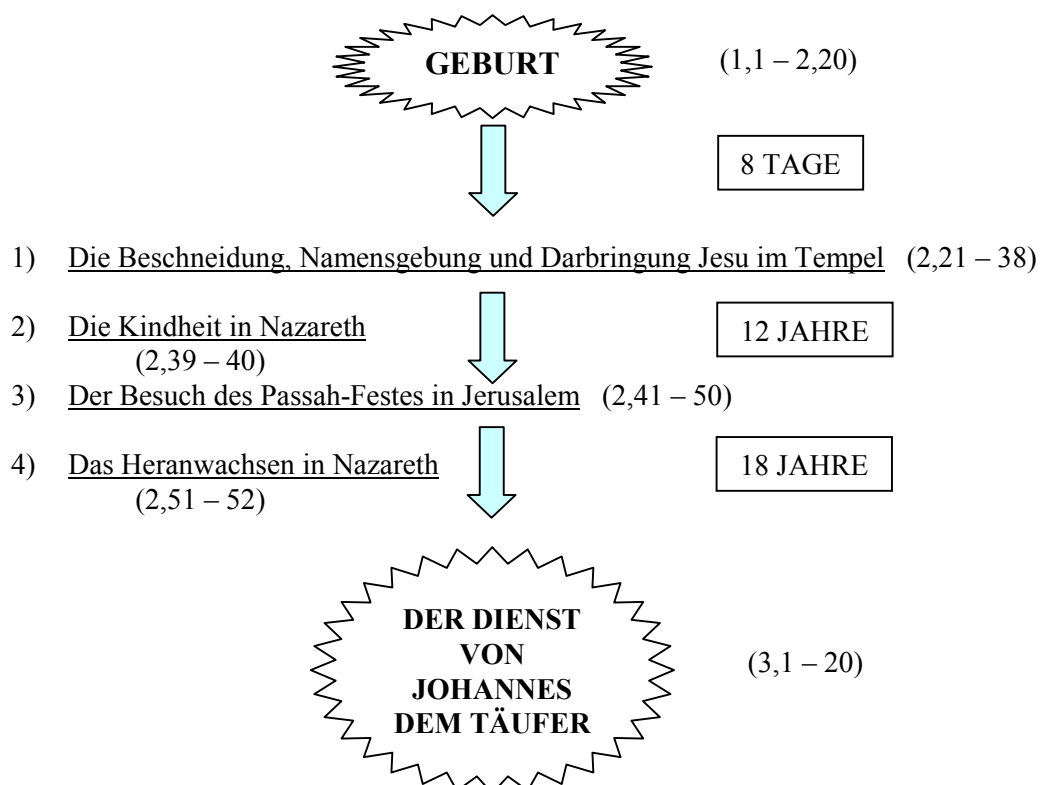 GEBURT (1,1 – 2,20)
8 TAGE
1) Die Beschneidung, Namensgebung und Darbringung Jesu im Tempel (2,21 – 38)
2) Die Kindheit in Nazareth
(2,39 – 40)
12 JAHRE
3) Der Besuch des Passah-Festes in Jerusalem (2,41 – 50)
4) Das Heranwachsen in Nazareth
(2,51 – 52)
18 JAHRE
DER DIENST
VON
JOHANNES
DEM TÄUFER
(3,1 – 20)